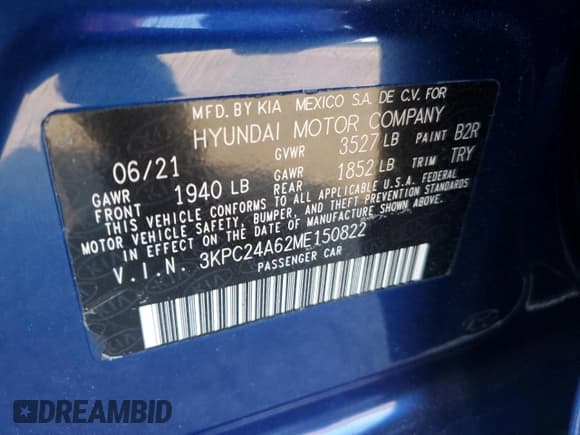 MFD. BY KIA MEXICO S.A. DE C.V. FOR
HYUNDAI MOTOR COMPANY
06/21 GVWR 3527 LB PAINT B2R
GAWR FRONT 1940 LB GAWR REAR 1852 LB TRIM TRY
THIS VEHICLE CONFORMS TO ALL APPLICABLE U.S.A. FEDERAL
MOTOR VEHICLE SAFETY, BUMPER, AND THEFT PREVENTION STANDARDS
IN EFFECT ON THE DATE OF MANUFACTURE SHOWN ABOVE.
V.I.N. 3KPC24A62ME150822
PASSENGER CAR
DREAMBID